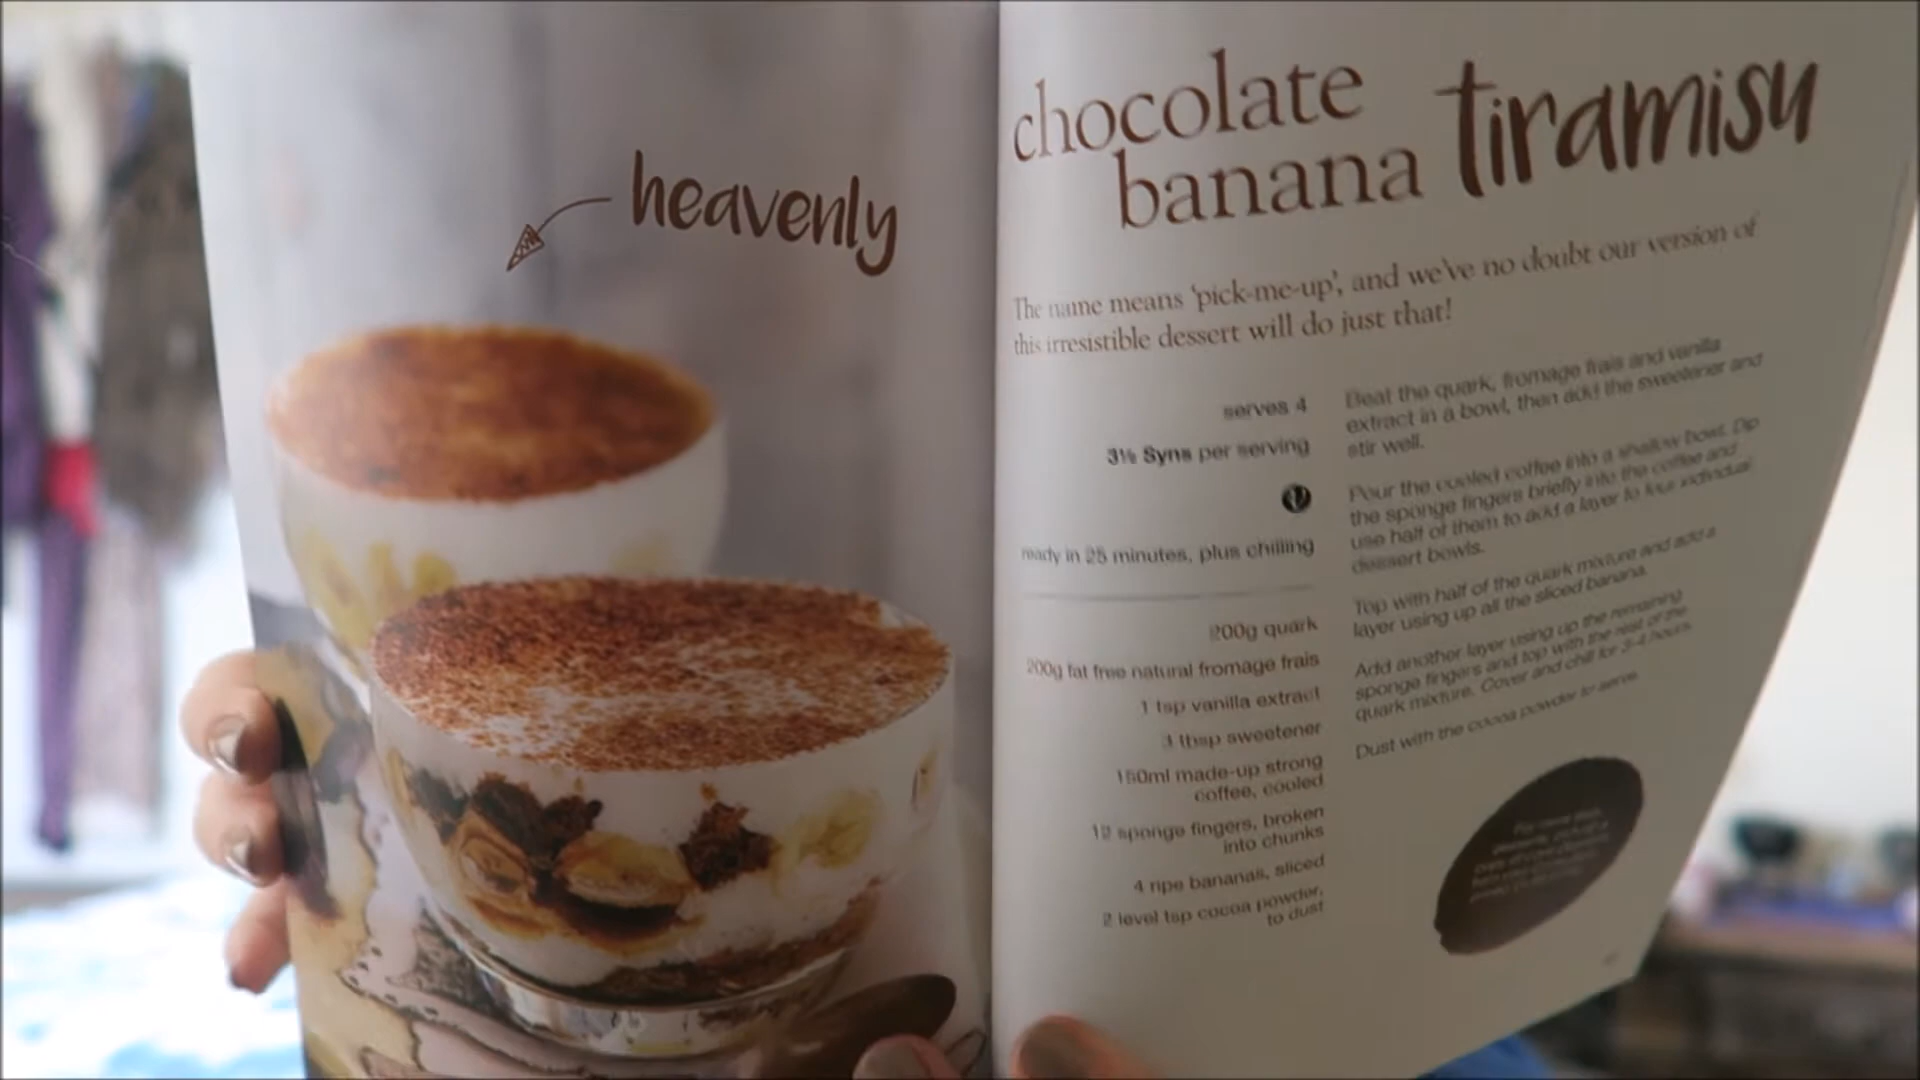 heavenly
chocolate
banana tiramisu
The name means 'pick-me-up', and we've no doubt our version of
this irresistible dessert will do just that!
serves 4
3½ Syns per serving
ready in 25 minutes, plus chilling
200g quark
200g fat free natural fromage frais
1 tsp vanilla extract
3 tbsp sweetener
150ml made-up strong
coffee, cooled
12 sponge fingers, broken
into chunks
4 ripe bananas, sliced
2 level tsp cocoa powder,
to dust
Beat the quark, fromage frais and vanilla
extract in a bowl, then add the sweetener and
stir well.
Pour the cooled coffee into a shallow bowl. Dip
the sponge fingers briefly into the coffee and
use half of them to add a layer to four individual
dessert bowls.
Top with half of the quark mixture and add a
layer using up all the sliced banana.
Add another layer using up the remaining
sponge fingers and top with the rest of the
quark mixture. Cover and chill for 3-4 hours.
Dust with the cocoa powder to serve.